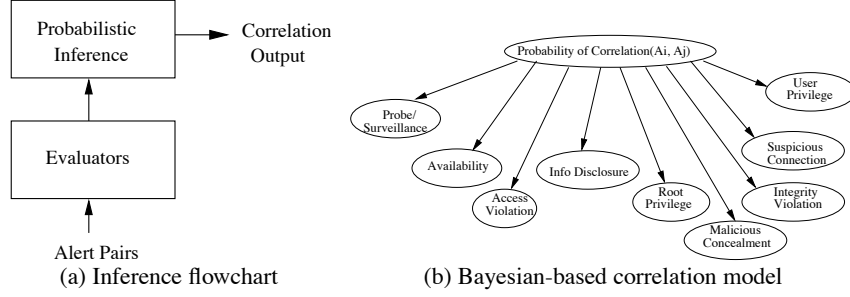 Probabilistic
Inference
Correlation
Output
Evaluators
Alert Pairs
(a) Inference flowchart
Probability of Correlation(Ai, Aj)
User
Privilege
Probe/
Surveillance
Suspicious
Connection
Availability
Info Disclosure
Access
Violation
Root
Privilege
Integrity
Violation
Malicious
Concealment
(b) Bayesian-based correlation model